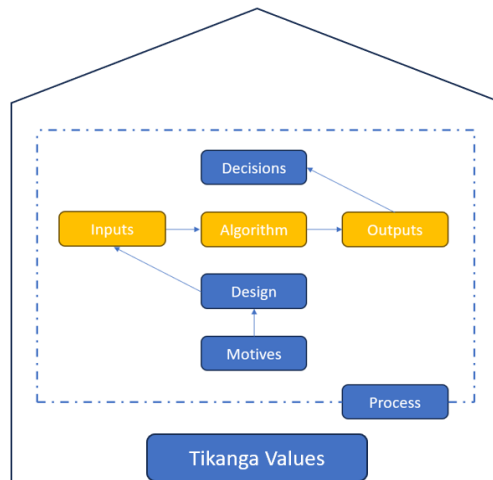 Decisions
Inputs
Algorithm
Outputs
Design
Motives
Process
Tikanga Values